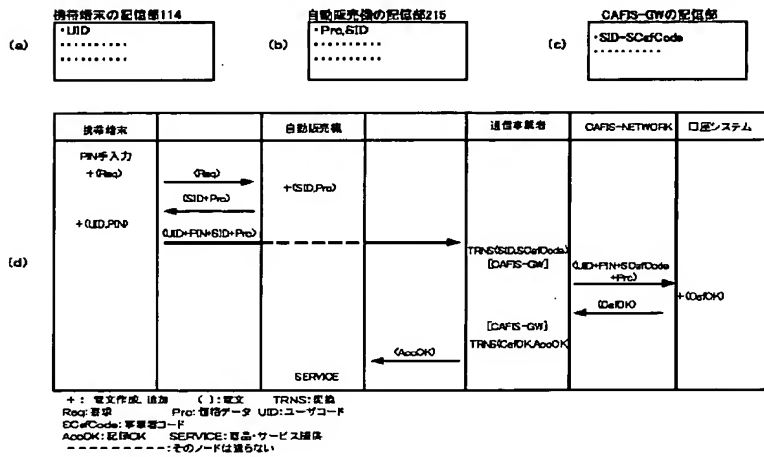 携帯端末の記憶部114
自動販売機の記憶部215
CAFIS-GWの記憶部
(a)
・UID
(b)
・Pro,SID
(c)
・SID-SCafCode
携帯端末
自動販売機
通信事業者
CAFIS-NETWORK
口座システム
PIN手入力
+(Req)
(Req)
+(SID,Pro)
(SID+Pro)
+(UID,PIN)
(UID+PIN+SID+Pro)
(d)
TRNS(SID,SCafCode)
[CAFIS-GW]
(UID+PIN+SCafCode
+Pro)
+(CafOK)
(CafOK)
[CAFIS-GW]
TRNS(CafOK,AccOK)
(AccOK)
SERVICE
+ : 電文作成、追加 ( ):電文 TRNS:変換
Req:要求 Pro:価格データ UID:ユーザコード
SCafCode:事業者コード
AccOK:記録OK SERVICE:商品・サービス提供
----------:そのノードは通らない